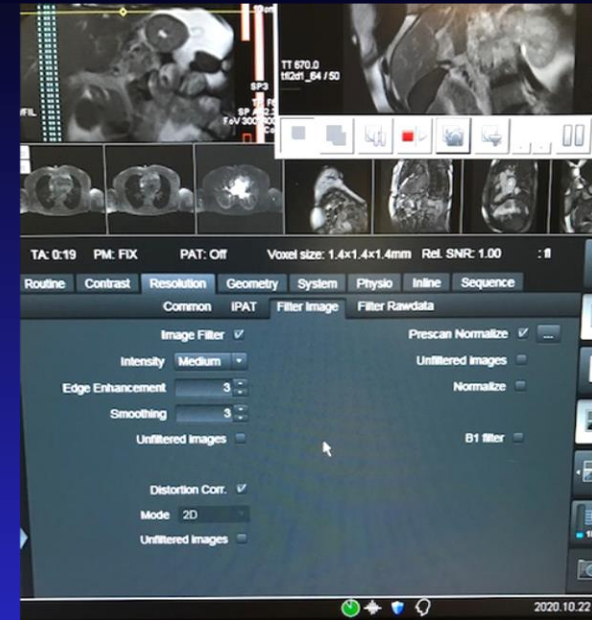 TT 670.0
tfi2d1_64 / 50
SP3
TA: 0:19 PM: FIX PAT: Off Voxel size: 1.4×1.4×1.4mm Rel. SNR: 1.00 : fl
Routine Contrast Resolution Geometry System Physio Inline Sequence
Common iPAT Filter Image Filter Rawdata
Image Filter Prescan Normalize ...
Intensity Medium Unfiltered images
Edge Enhancement 3 Normalize
Smoothing 3
Unfiltered images B1 filter
Distortion Corr.
Mode 2D
Unfiltered images
2020.10.22